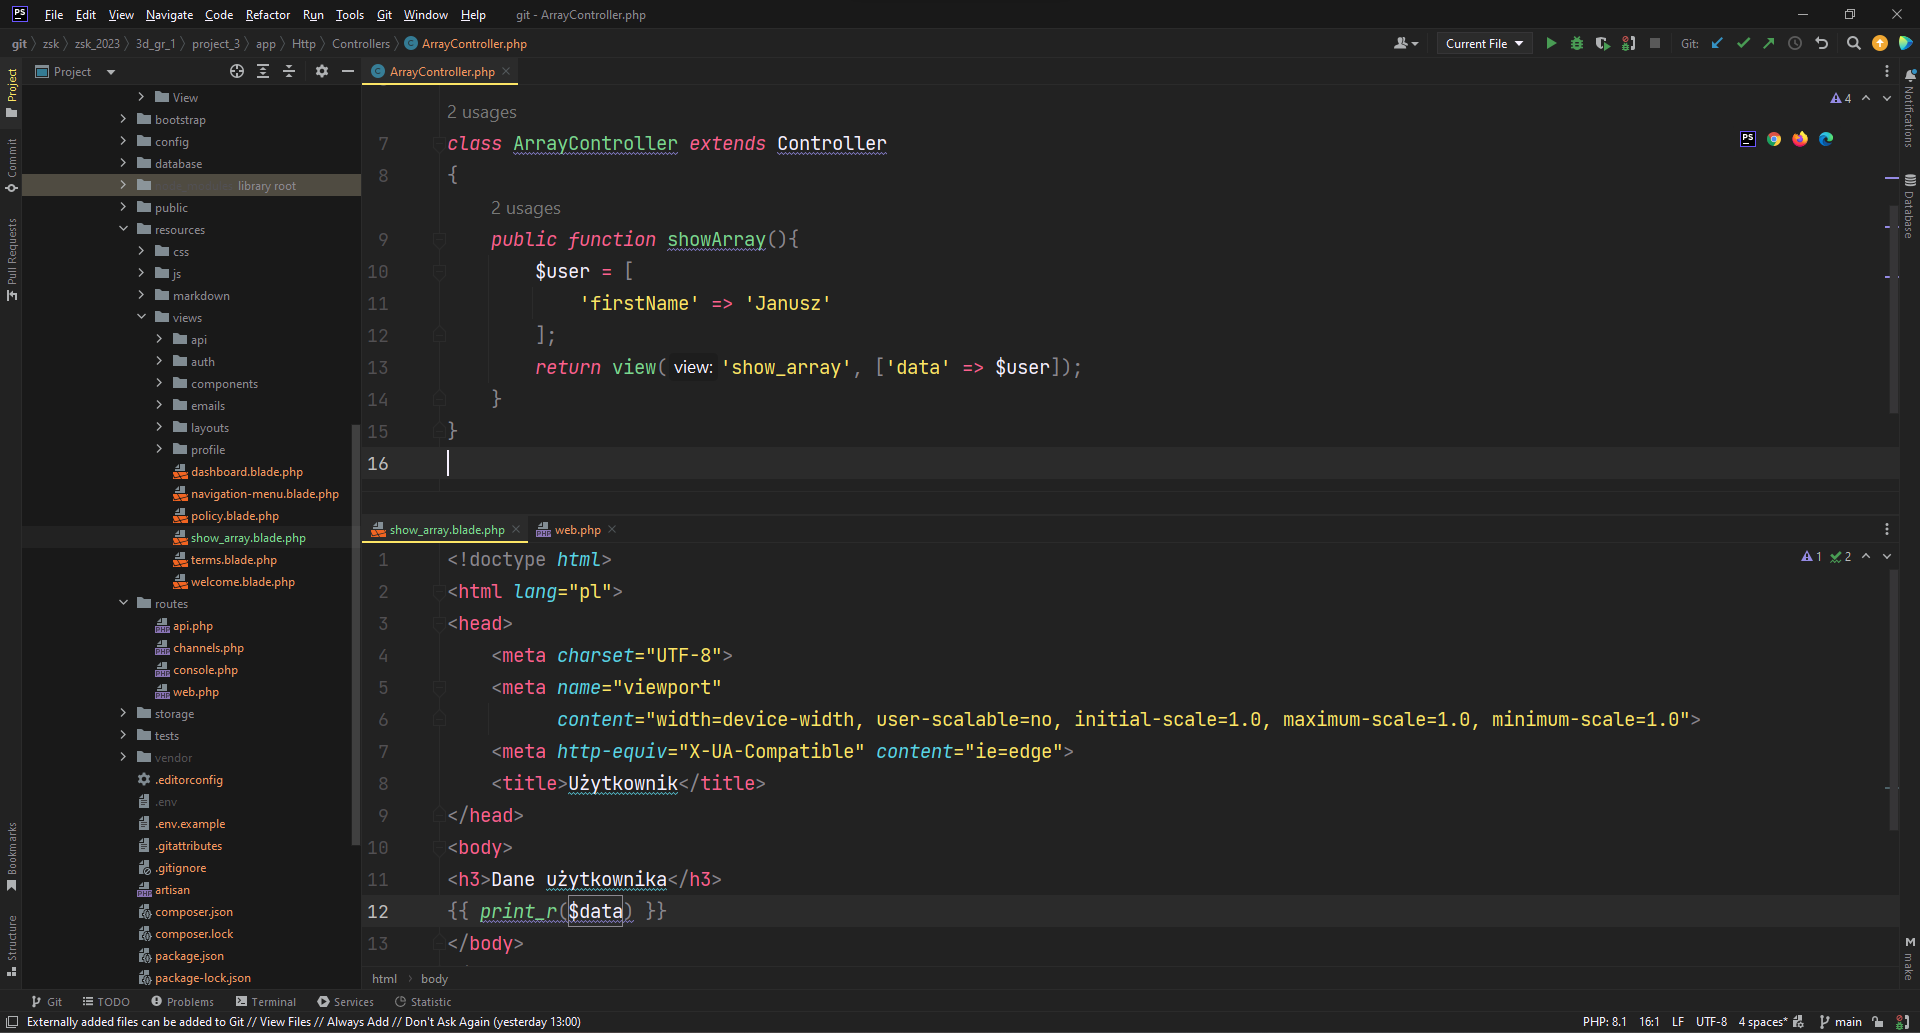 PS File Edit View Navigate Code Refactor Run Tools Git Window Help git - ArrayController.php
git zsk zsk_2023 3d_gr_1 project_3 app Http Controllers ArrayController.php Current File Git:
Project
ArrayController.php
Project
Commit
Pull Requests
Bookmarks
Structure
View
bootstrap
config
database
library root
public
resources
css
js
markdown
views
api
auth
components
emails
layouts
profile
dashboard.blade.php
navigation-menu.blade.php
policy.blade.php
show_array.blade.php
terms.blade.php
welcome.blade.php
routes
api.php
channels.php
console.php
web.php
storage
tests
vendor
.editorconfig
.env
.env.example
.gitattributes
.gitignore
artisan
composer.json
composer.lock
package.json
package-lock.json
2 usages
4
7 class ArrayController extends Controller
8 {
2 usages
9 public function showArray(){
10 $user = [
11 'firstName' => 'Janusz'
12 ];
13 return view( view: 'show_array', ['data' => $user]);
14 }
15 }
16
show_array.blade.php web.php
1 2
1 <!doctype html>
2 <html lang="pl">
3 <head>
4 <meta charset="UTF-8">
5 <meta name="viewport"
6 content="width=device-width, user-scalable=no, initial-scale=1.0, maximum-scale=1.0, minimum-scale=1.0">
7 <meta http-equiv="X-UA-Compatible" content="ie=edge">
8 <title>Użytkownik</title>
9 </head>
10 <body>
11 <h3>Dane użytkownika</h3>
12 {{ print_r($data) }}
13 </body>
html body
Notifications
Database
M make
Git TODO Problems Terminal Services Statistic
Externally added files can be added to Git // View Files // Always Add // Don't Ask Again (yesterday 13:00) PHP: 8.1 16:1 LF UTF-8 4 spaces* main